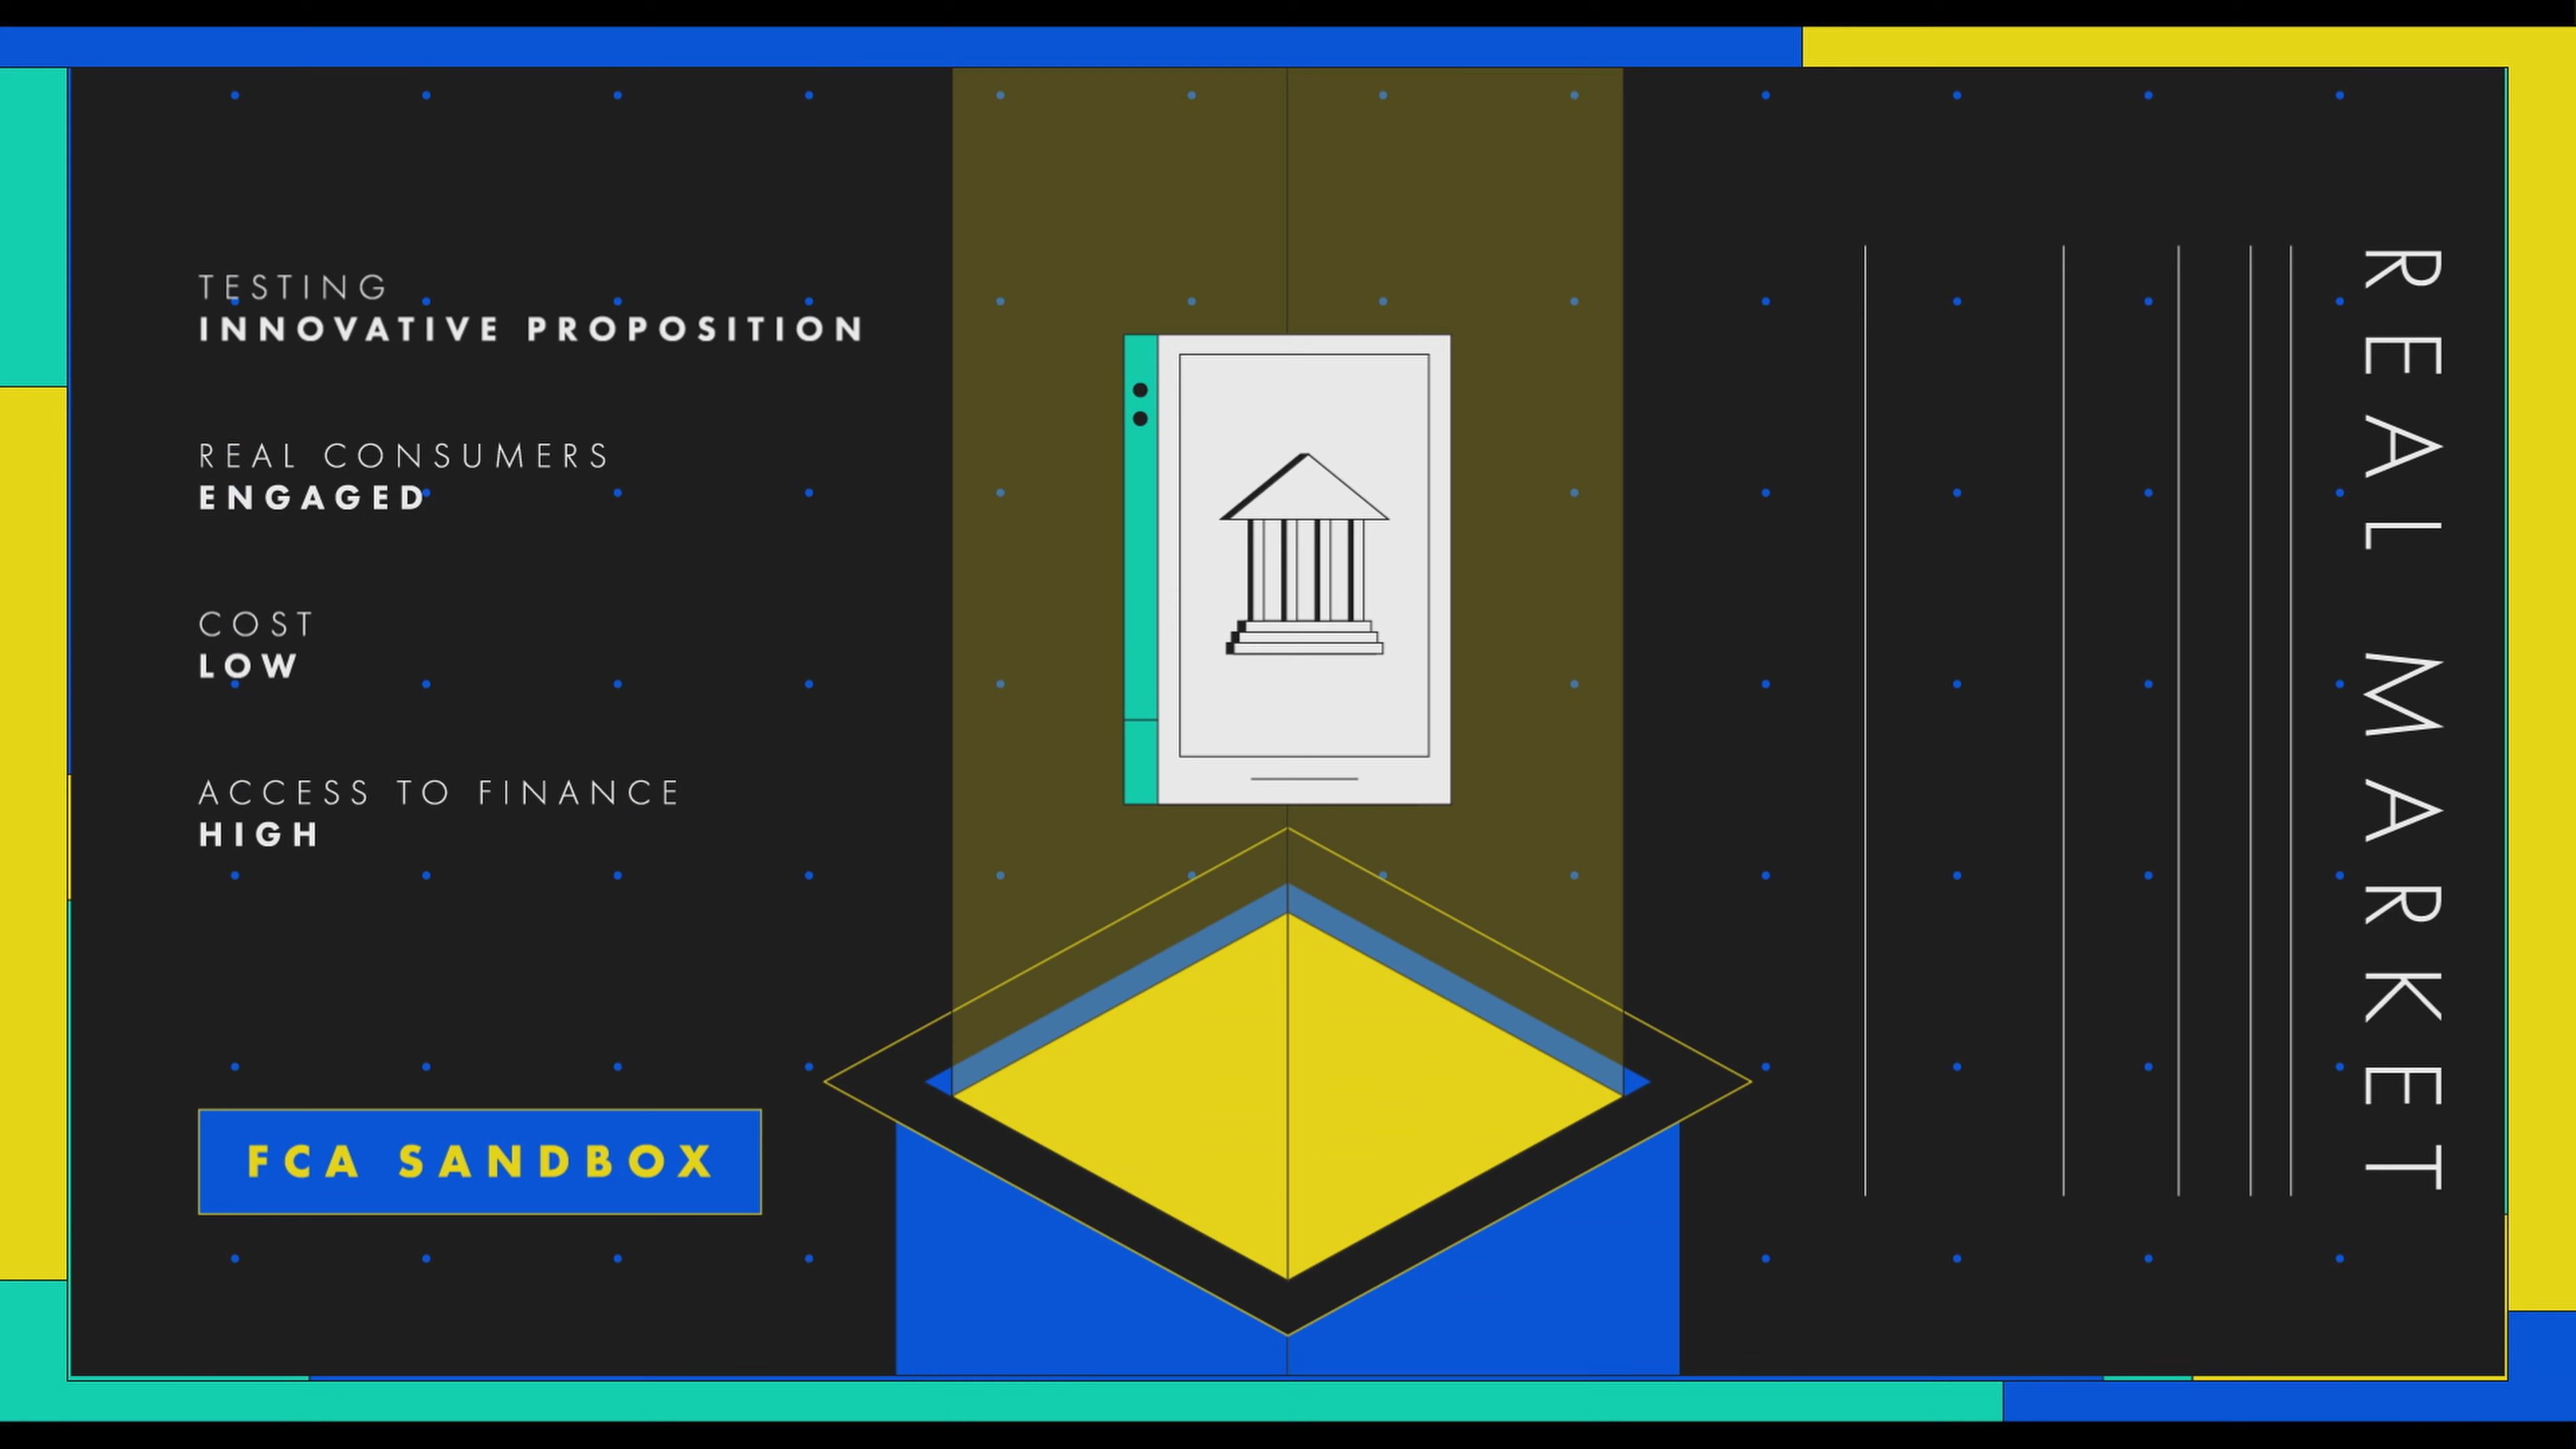 TESTING
INNOVATIVE PROPOSITION
REAL CONSUMERS
ENGAGED
COST
LOW
ACCESS TO FINANCE
HIGH
FCA SANDBOX
REAL MARKET